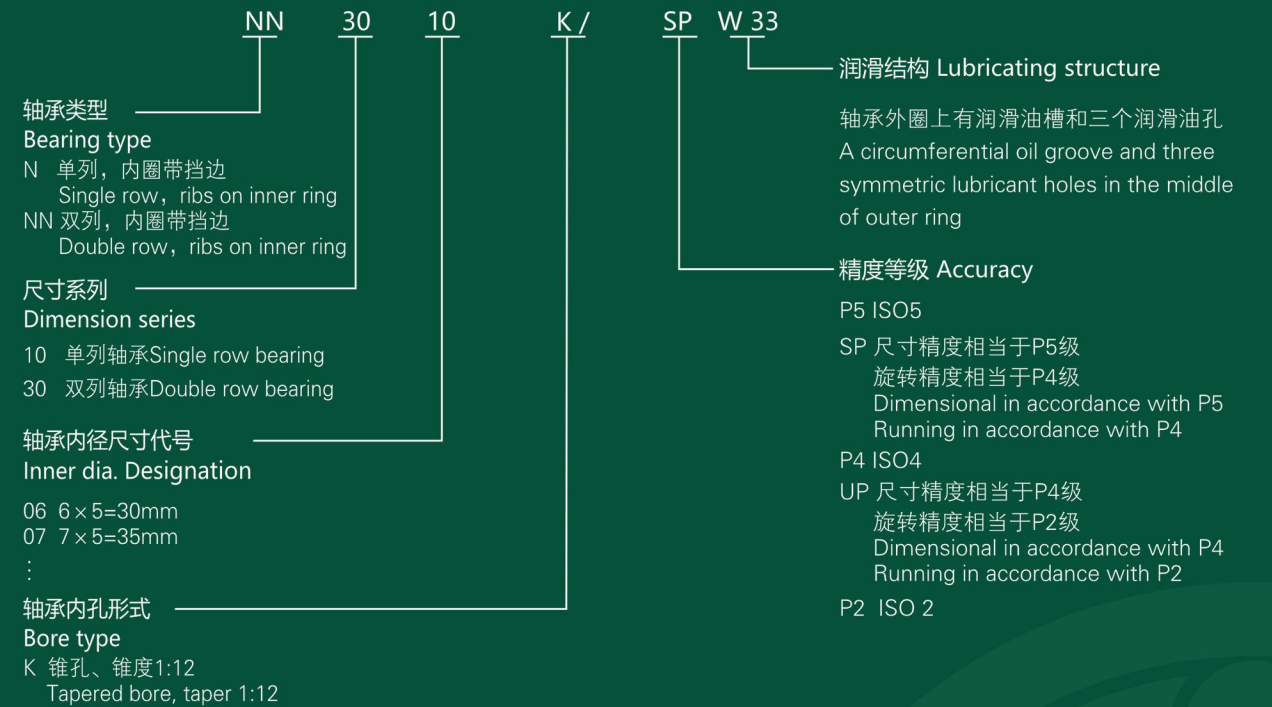 NN 30 10 K / SP W 33
轴承类型
Bearing type
N 单列，内圈带挡边
Single row，ribs on inner ring
NN 双列，内圈带挡边
Double row，ribs on inner ring
尺寸系列
Dimension series
10 单列轴承Single row bearing
30 双列轴承Double row bearing
轴承内径尺寸代号
Inner dia. Designation
06 6×5=30mm
07 7×5=35mm
⋮
轴承内孔形式
Bore type
K 锥孔、锥度1:12
Tapered bore, taper 1:12
润滑结构 Lubricating structure
轴承外圈上有润滑油槽和三个润滑油孔
A circumferential oil groove and three
symmetric lubricant holes in the middle
of outer ring
精度等级 Accuracy
P5 ISO5
SP 尺寸精度相当于P5级
旋转精度相当于P4级
Dimensional in accordance with P5
Running in accordance with P4
P4 ISO4
UP 尺寸精度相当于P4级
旋转精度相当于P2级
Dimensional in accordance with P4
Running in accordance with P2
P2 ISO 2